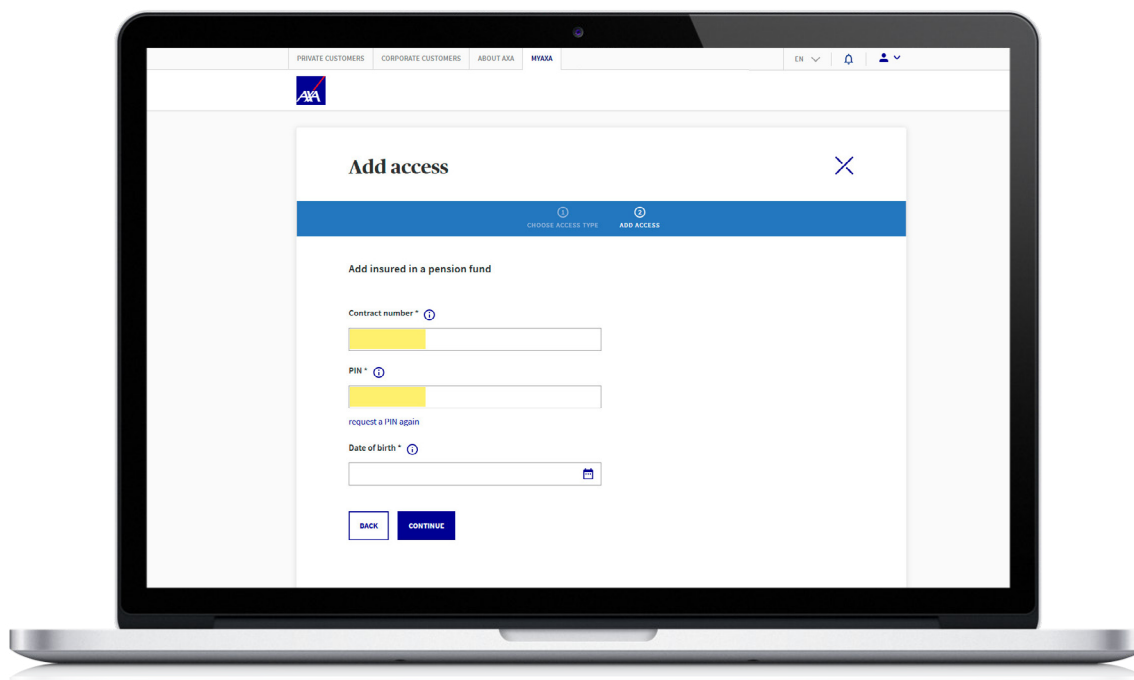 PRIVATE CUSTOMERS CORPORATE CUSTOMERS ABOUT AXA MYAXA EN
AXA
Add access
1 2
CHOOSE ACCESS TYPE ADD ACCESS
Add insured in a pension fund
Contract number * i
PIN * i
request a PIN again
Date of birth * i
BACK CONTINUE